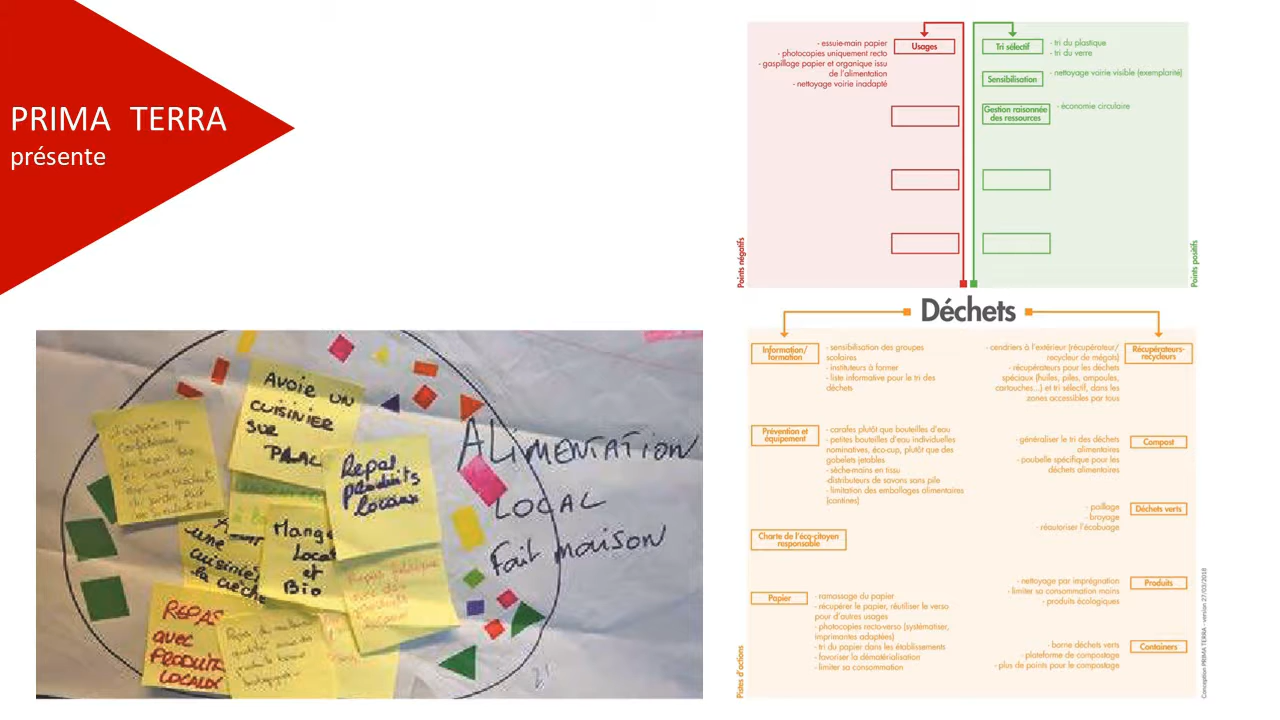 PRIMA TERRA
présente
- essuie-main papier
- photocopies uniquement recto
- gaspillage papier et organique issu
de l'alimentation
- nettoyage voirie inadapté
Usages
Points négatifs
Tri sélectif
- tri du plastique
- tri du verre
Sensibilisation
- nettoyage voirie visible (exemplarité)
Gestion raisonnée
des ressources
- économie circulaire
Points positifs
Déchets
Information/
formation
- sensibilisation des groupes
scolaires
- instituteurs à former
- liste informative pour le tri des
déchets
Prévention et
équipement
- carafes plutôt que bouteilles d'eau
- petites bouteilles d'eau individuelles
nominatives, éco-cup, plutôt que des
gobelets jetables
- sèche-mains en tissu
-distributeurs de savons sans pile
- limitation des emballages alimentaires
(cantines)
Charte de l'éco-citoyen
responsable
Papier
- ramassage du papier
- récupérer le papier, réutiliser le verso
pour d'autres usages
- photocopies recto-verso (systématiser,
imprimantes adaptées)
- tri du papier dans les établissements
- favoriser la dématérialisation
- limiter sa consommation
Pistes d'actions
- cendriers à l'extérieur (récupérateur/
recycleur de mégots)
- récupérateurs pour les déchets
spéciaux (huiles, piles, ampoules,
cartouches...) et tri sélectif, dans les
zones accessibles par tous
Récupérateurs-
recycleurs
- généraliser le tri des déchets
alimentaires
- poubelle spécifique pour les
déchets alimentaires
Compost
- paillage
- broyage
- réautoriser l'écobuage
Déchets verts
- nettoyage par imprégnation
- limiter sa consommation moins
- produits écologiques
Produits
- borne déchets verts
- plateforme de compostage
- plus de points pour le compostage
Containers
Conception PRIMA TERRA - version 27/03/2018
AVOIE UN
CUISINIER
SUR
PLAC
Repas
produits
locaux
ALIMENTATION
LOCAL
Fait maison
Mange
Local
et
Bio
une
cuisinière
la crèche
REPAS
avec
PRODUITS
LOCAUX